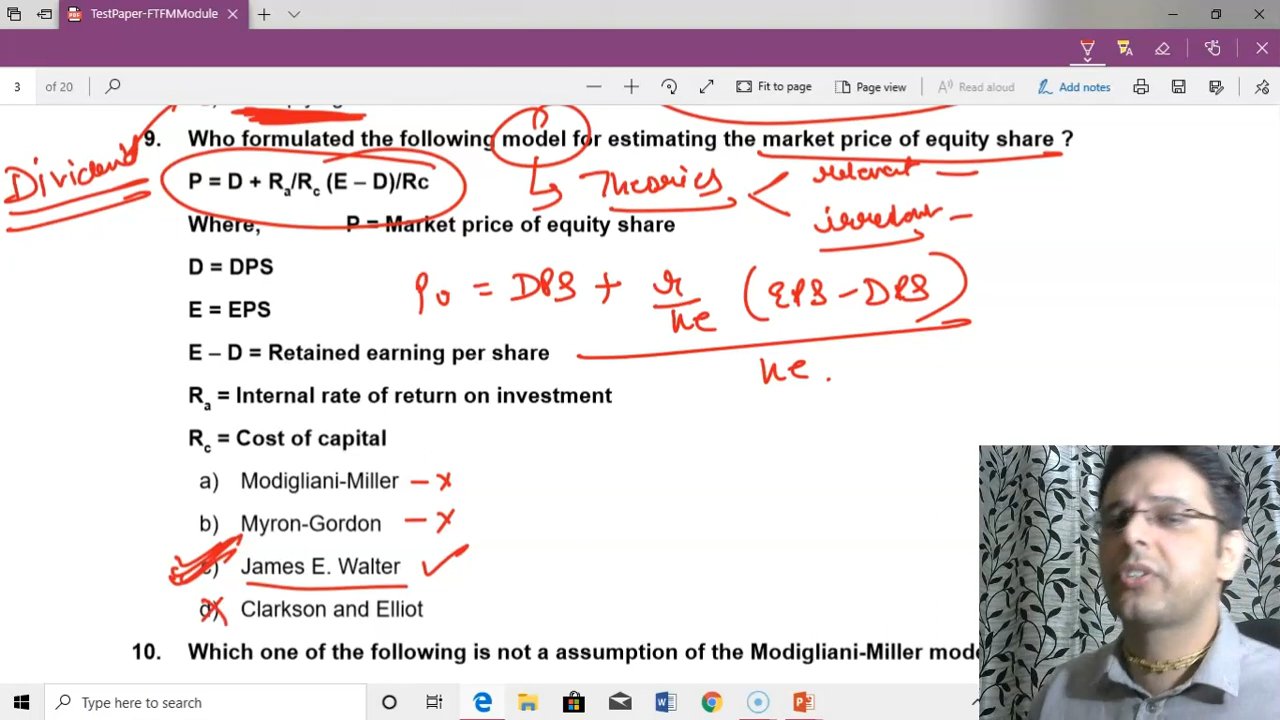 TestPaper-FTFMModule
3 of 20 Fit to page Page view Read aloud Add notes
9. Who formulated the following model for estimating the market price of equity share ?
Dividend
P = D + Ra/Rc (E – D)/Rc
Theories
relevant
irrelevant
Where, P = Market price of equity share
D = DPS
P0 = DPS + r/ke (EPS - DPS)
E = EPS
E – D = Retained earning per share
ke.
Ra = Internal rate of return on investment
Rc = Cost of capital
a) Modigliani-Miller – x
b) Myron-Gordon – x
c) James E. Walter ✓
d) Clarkson and Elliot
10. Which one of the following is not a assumption of the Modigliani-Miller
Type here to search